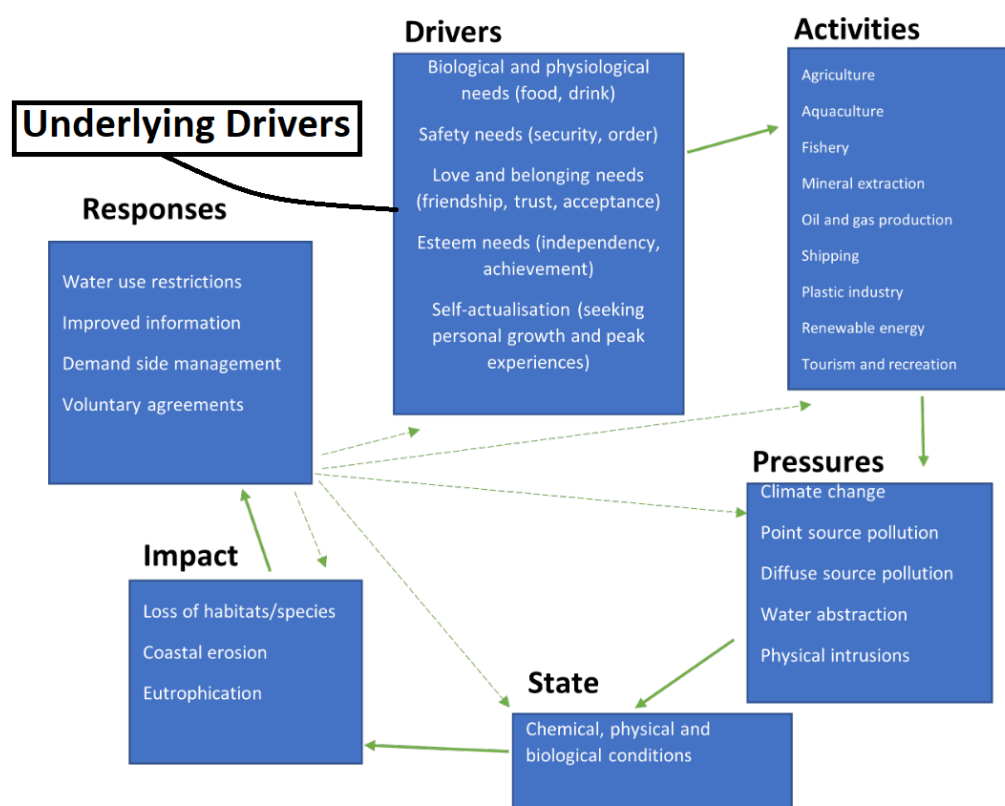 Drivers
Biological and physiological
needs (food, drink)
Safety needs (security, order)
Love and belonging needs
(friendship, trust, acceptance)
Esteem needs (independency,
achievement)
Self-actualisation (seeking
personal growth and peak
experiences)
Activities
Agriculture
Aquaculture
Fishery
Mineral extraction
Oil and gas production
Shipping
Plastic industry
Renewable energy
Tourism and recreation
Underlying Drivers
Responses
Water use restrictions
Improved information
Demand side management
Voluntary agreements
Pressures
Climate change
Point source pollution
Diffuse source pollution
Water abstraction
Physical intrusions
Impact
Loss of habitats/species
Coastal erosion
Eutrophication
State
Chemical, physical and
biological conditions